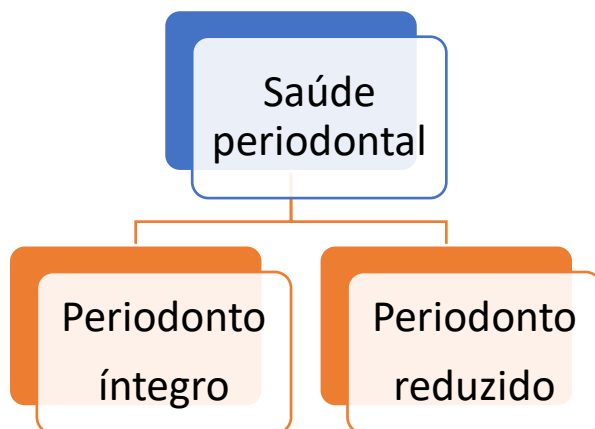 Saúde
periodontal
Periodonto
íntegro
Periodonto
reduzido